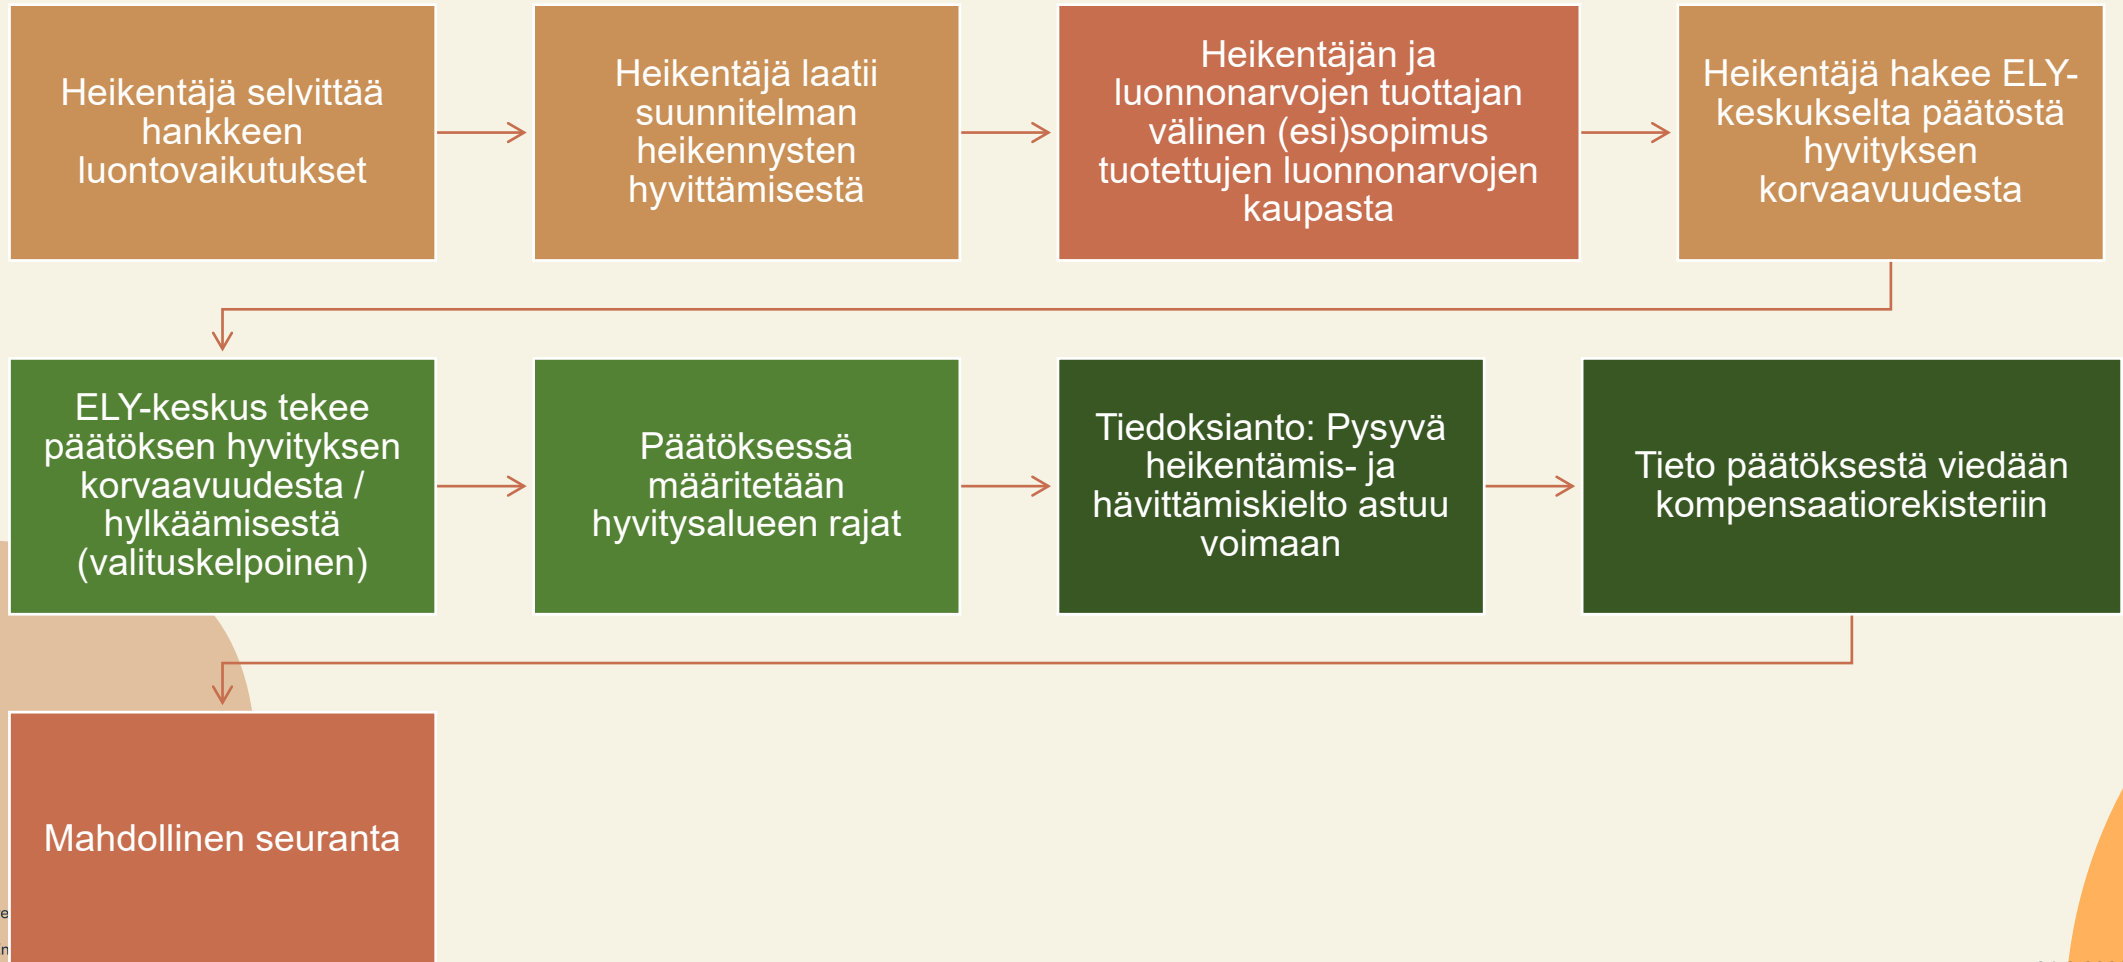 Heikentäjä selvittää
hankkeen
luontovaikutukset
Heikentäjä laatii
suunnitelman
heikennysten
hyvittämisestä
Heikentäjän ja
luonnonarvojen tuottajan
välinen (esi)sopimus
tuotettujen luonnonarvojen
kaupasta
Heikentäjä hakee ELY-
keskukselta päätöstä
hyvityksen
korvaavuudesta
ELY-keskus tekee
päätöksen hyvityksen
korvaavuudesta /
hylkäämisestä
(valituskelpoinen)
Päätöksessä
määritetään
hyvitysalueen rajat
Tiedoksianto: Pysyvä
heikentämis- ja
hävittämiskielto astuu
voimaan
Tieto päätöksestä viedään
kompensaatiorekisteriin
Mahdollinen seuranta